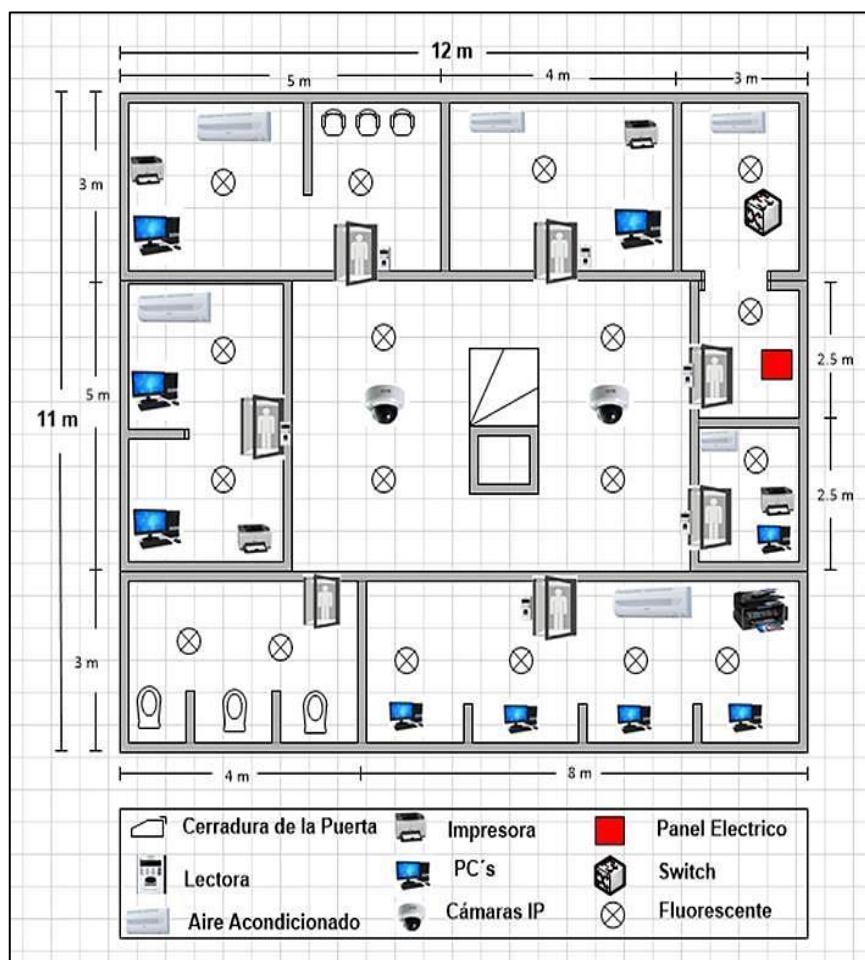 12 m
5 m
4 m
3 m
3 m
5 m
11 m
2.5 m
2.5 m
3 m
4 m
8 m
Cerradura de la Puerta
Impresora
Panel Electrico
Lectora
PC´s
Switch
Aire Acondicionado
Cámaras IP
Fluorescente